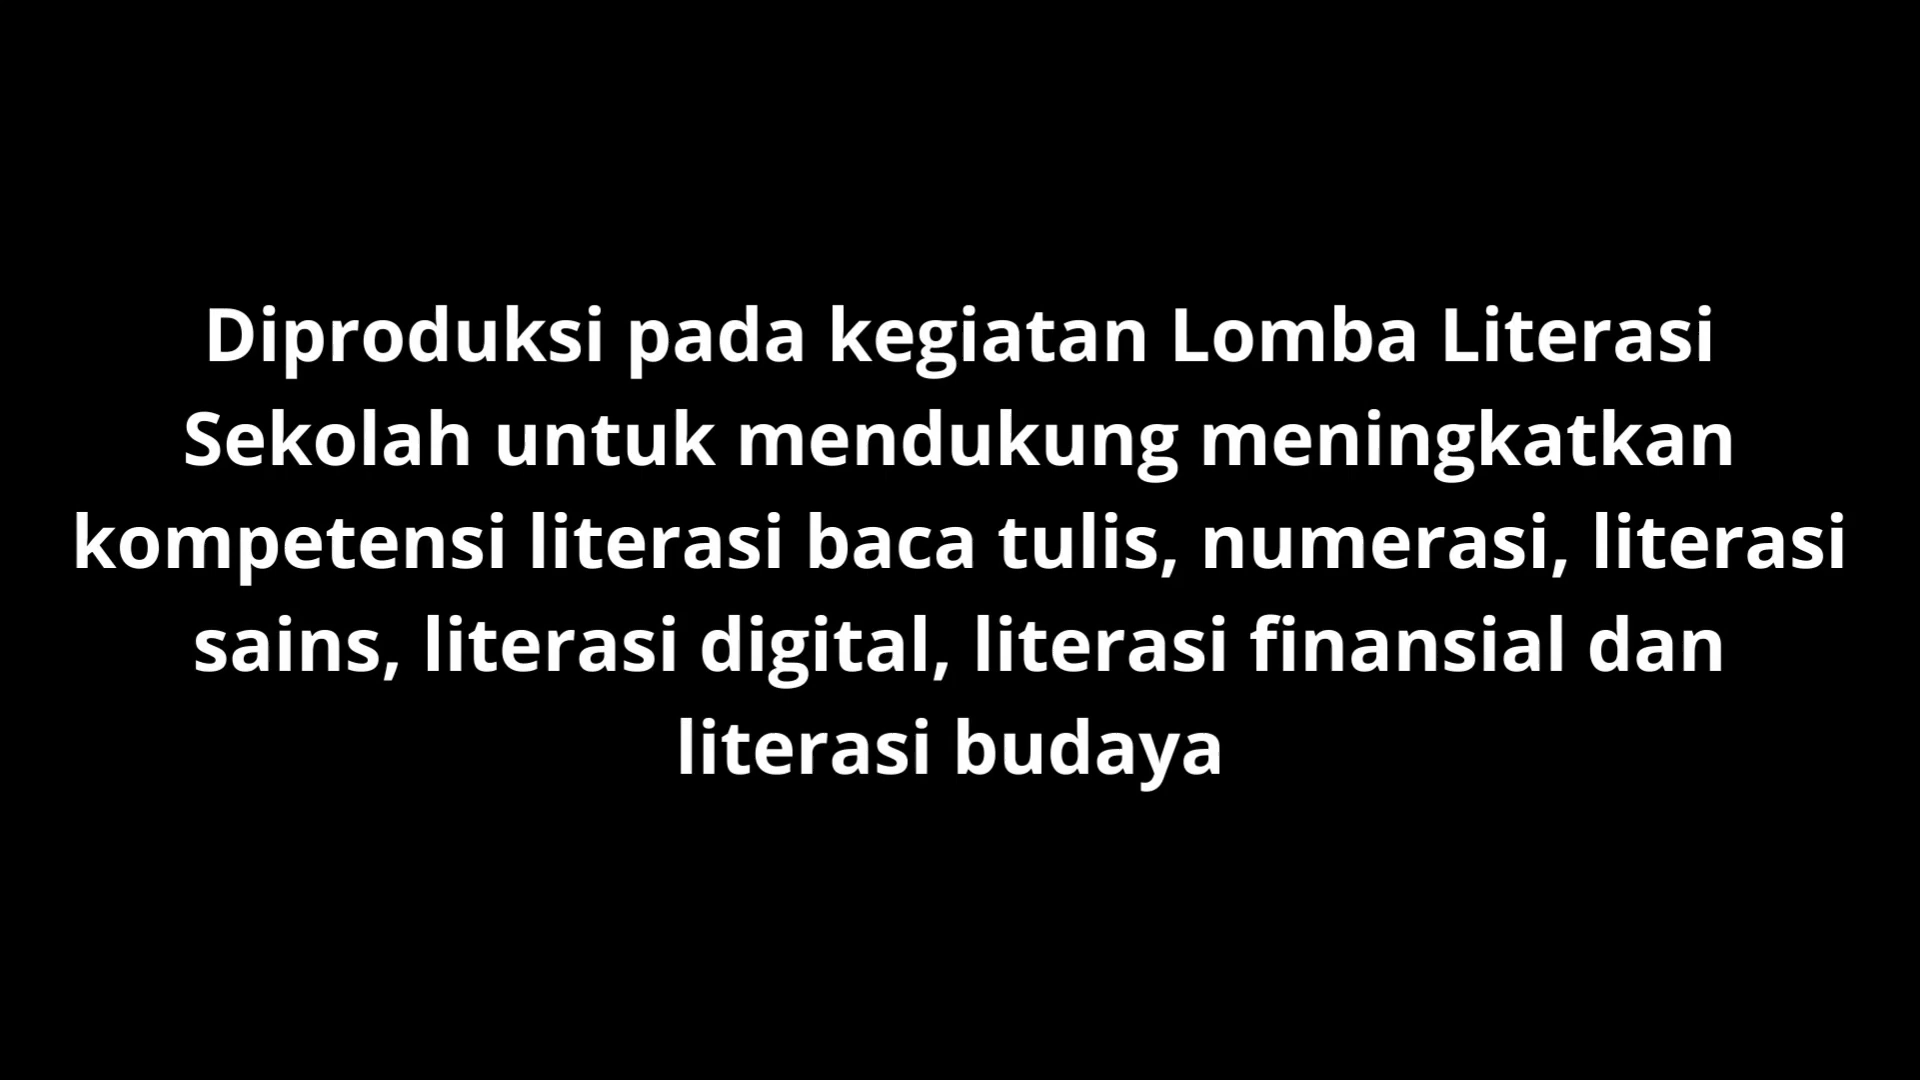 Diproduksi pada kegiatan Lomba Literasi
Sekolah untuk mendukung meningkatkan
kompetensi literasi baca tulis, numerasi, literasi
sains, literasi digital, literasi finansial dan
literasi budaya